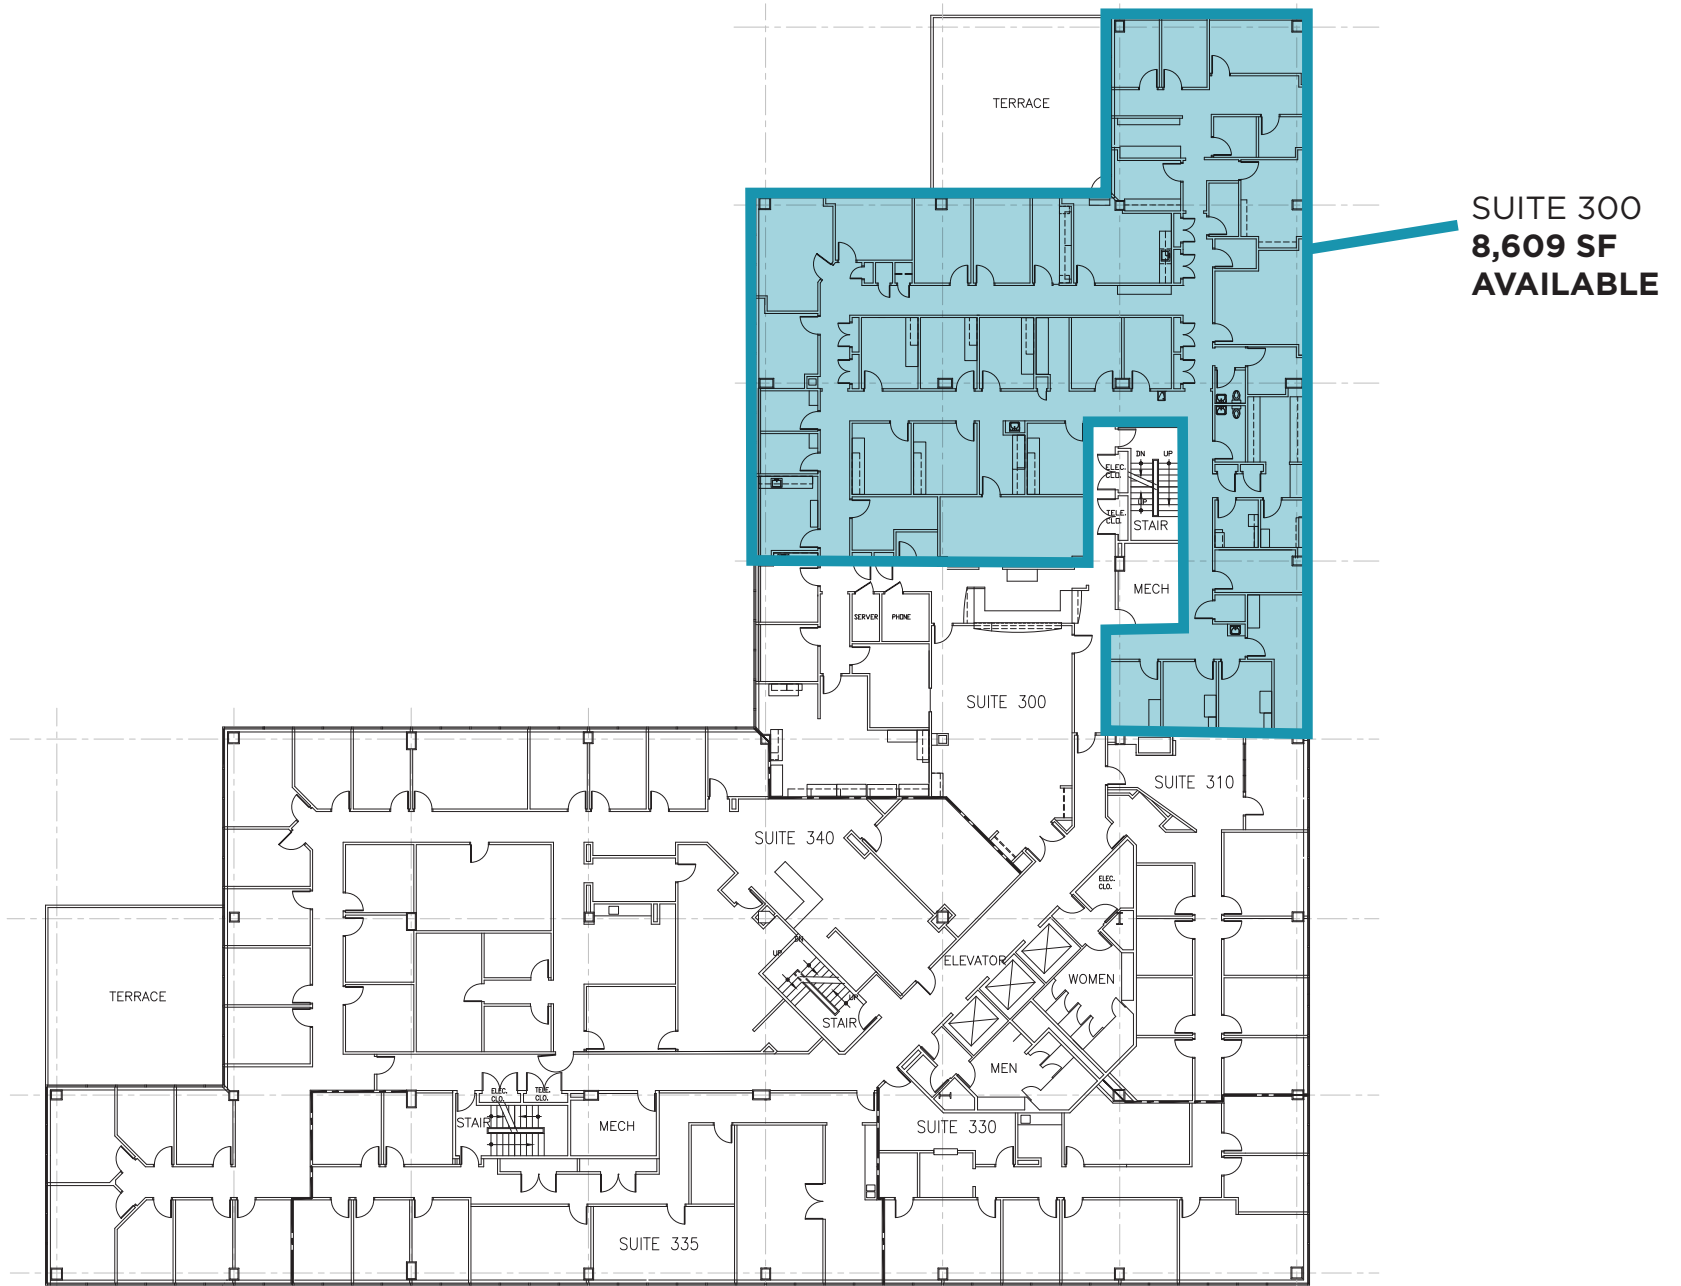 TERRACE
SUITE 300
8,609 SF
AVAILABLE
DN UP
ELEC.
CLO.
UP
TELE.
CLO.
STAIR
MECH
SERVER PHONE
SUITE 300
SUITE 310
SUITE 340
ELEC.
CLO.
DN
UP
ELEVATOR
WOMEN
TERRACE
UP
STAIR
MEN
ELEC.
CLO.
TELE.
CLO.
STAIR
MECH
SUITE 330
SUITE 335